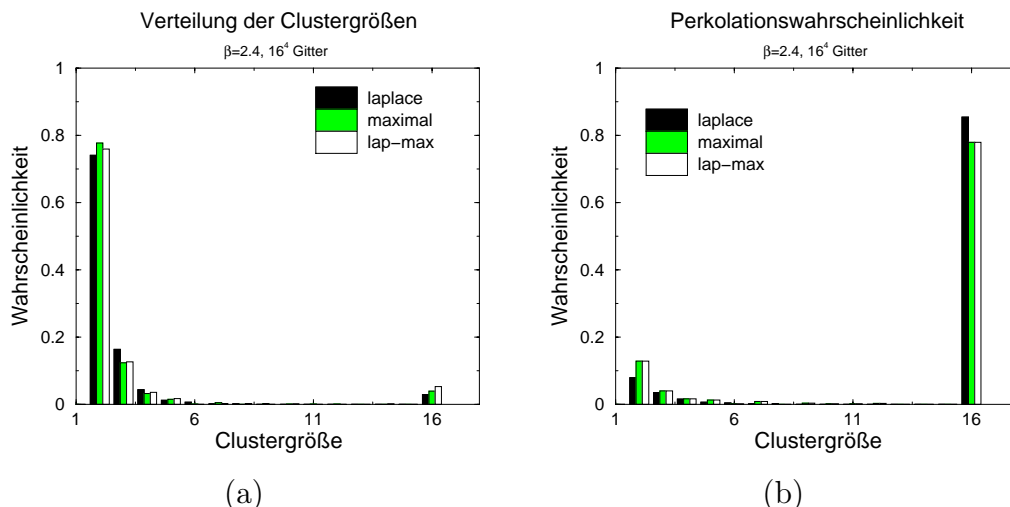 Verteilung der Clustergrößen
β=2.4, 16⁴ Gitter
Wahrscheinlichkeit
1
0.8
0.6
0.4
0.2
0
laplace
maximal
lap−max
1 6 11 16
Clustergröße
(a)
Perkolationswahrscheinlichkeit
β=2.4, 16⁴ Gitter
Wahrscheinlichkeit
1
0.8
0.6
0.4
0.2
0
laplace
maximal
lap−max
1 6 11 16
Clustergröße
(b)